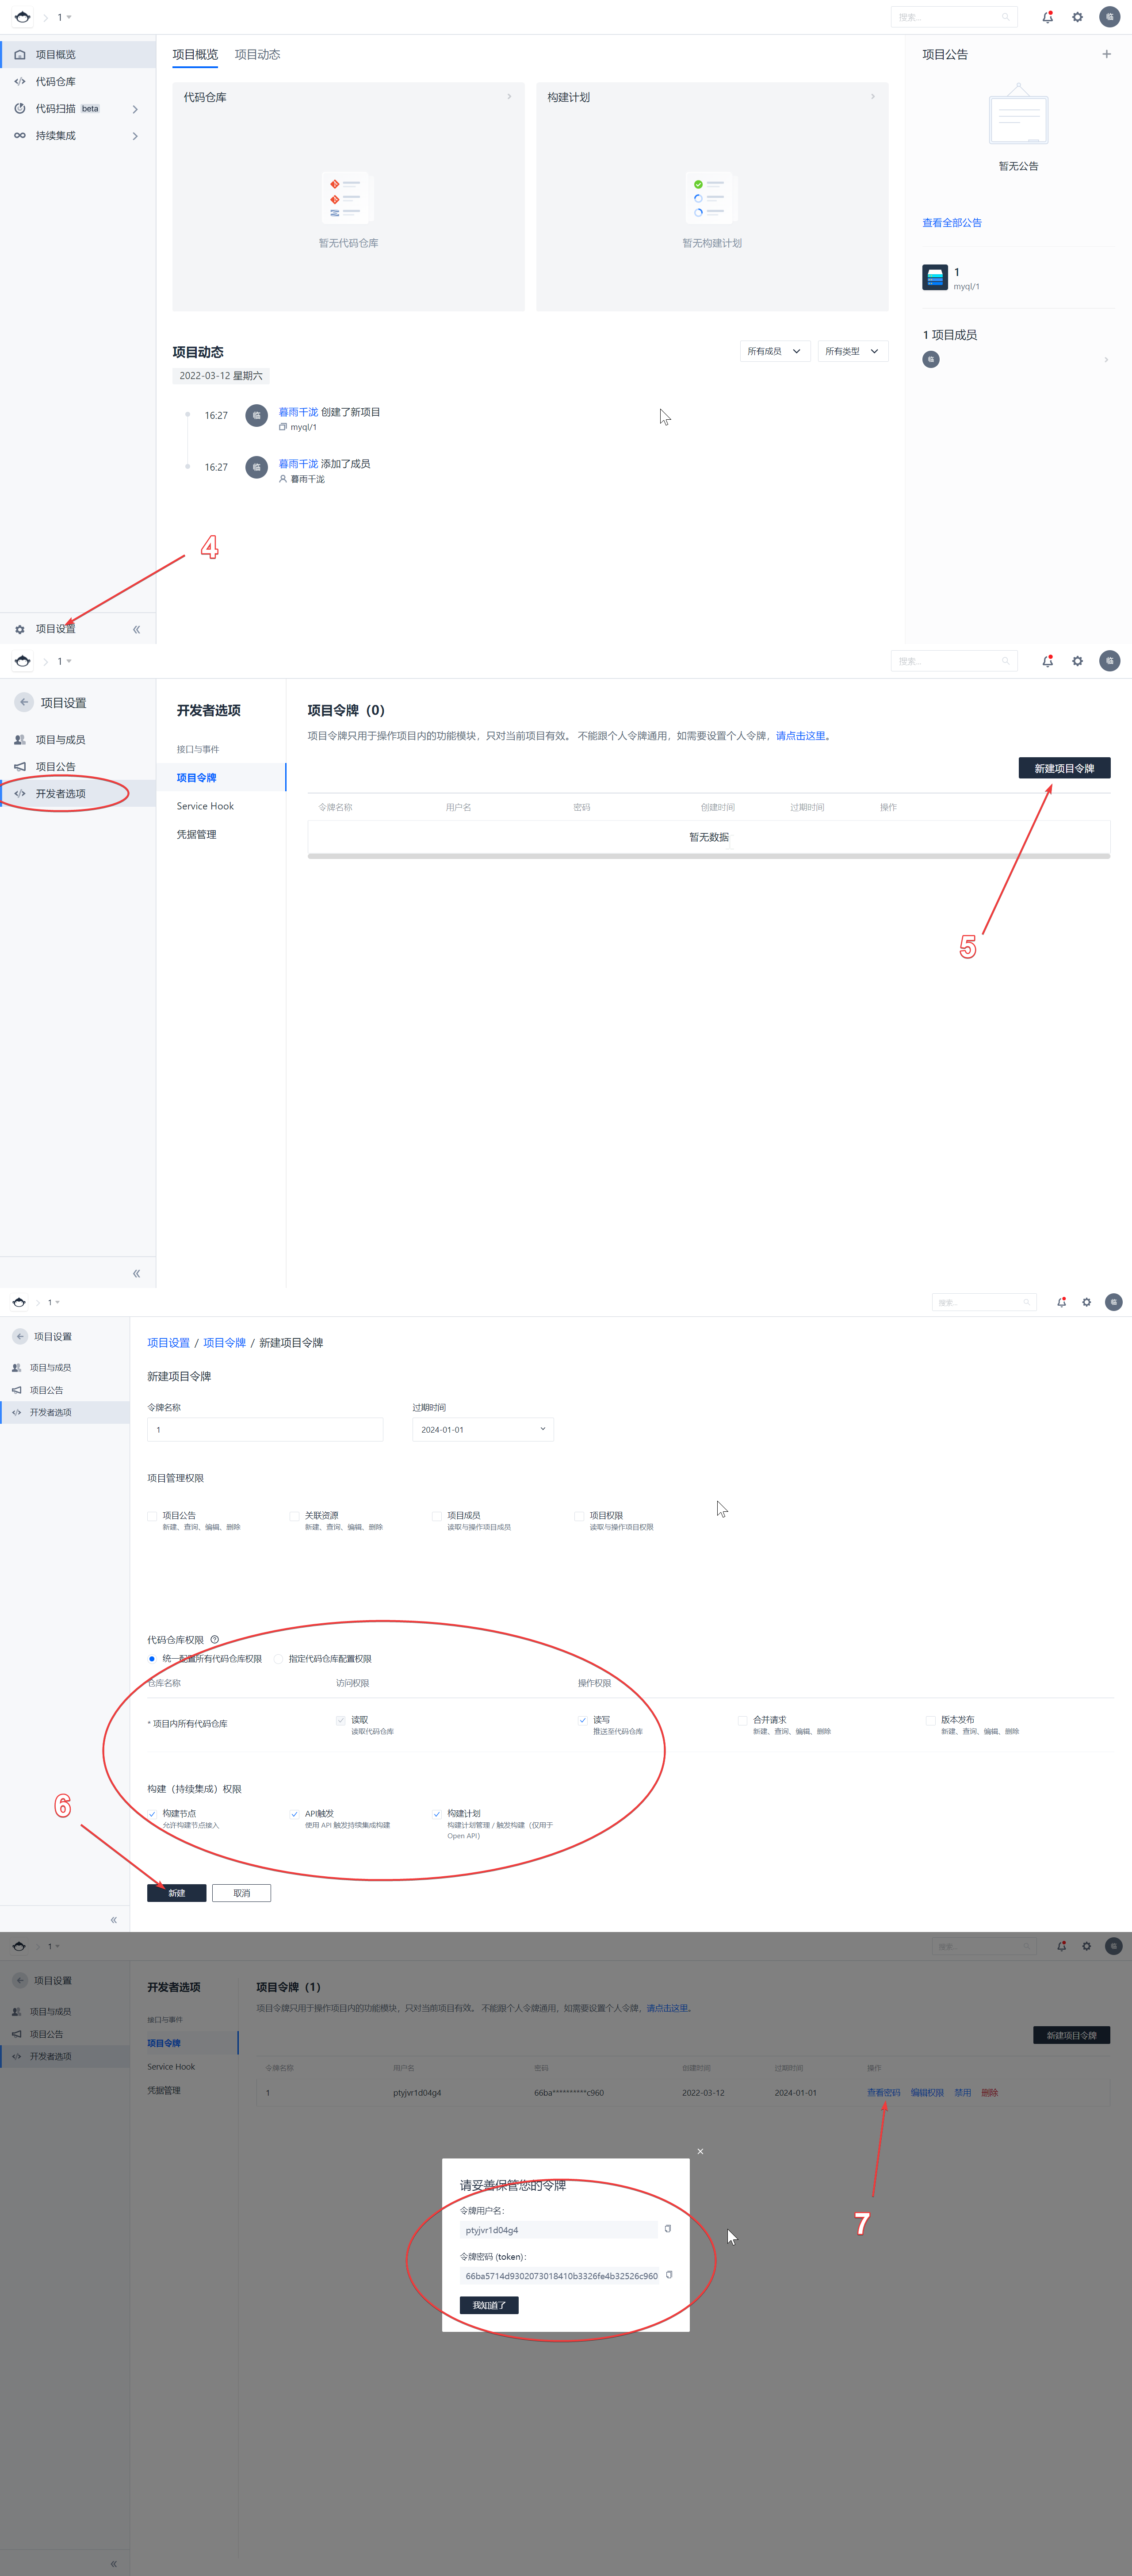 1
搜索...
临
项目概览
代码仓库
代码扫描 beta
持续集成
项目概览 项目动态
代码仓库
暂无代码仓库
构建计划
暂无构建计划
项目公告
暂无公告
查看全部公告
1
myql/1
1 项目成员
临
项目动态
所有成员
所有类型
2022-03-12 星期六
16:27 临 暮雨千泷 创建了新项目
myql/1
16:27 临 暮雨千泷 添加了成员
暮雨千泷
4
项目设置
1
搜索...
临
项目设置
项目与成员
项目公告
开发者选项
开发者选项
接口与事件
项目令牌
Service Hook
凭据管理
项目令牌（0）
项目令牌只用于操作项目内的功能模块，只对当前项目有效。 不能跟个人令牌通用，如需要设置个人令牌，请点击这里。
新建项目令牌
令牌名称 用户名 密码 创建时间 过期时间 操作
暂无数据
5
1
搜索...
临
项目设置
项目与成员
项目公告
开发者选项
项目设置 / 项目令牌 / 新建项目令牌
新建项目令牌
令牌名称 过期时间
1 2024-01-01
项目管理权限
项目公告 关联资源 项目成员 项目权限
新建、查询、编辑、删除 新建、查询、编辑、删除 读取与操作项目成员 读取与操作项目权限
代码仓库权限
统一配置所有代码仓库权限 指定代码仓库配置权限
仓库名称 访问权限 操作权限
* 项目内所有代码仓库 读取 读写 合并请求 版本发布
读取代码仓库 推送至代码仓库 新建、查询、编辑、删除 新建、查询、编辑、删除
构建（持续集成）权限
构建节点 API触发 构建计划
允许构建节点接入 使用 API 触发持续集成构建 构建计划管理 / 触发构建（仅用于
Open API）
6
新建 取消
1
搜索...
临
项目设置
项目与成员
项目公告
开发者选项
开发者选项
接口与事件
项目令牌
Service Hook
凭据管理
项目令牌（1）
项目令牌只用于操作项目内的功能模块，只对当前项目有效。 不能跟个人令牌通用，如需要设置个人令牌，请点击这里。
新建项目令牌
令牌名称 用户名 密码 创建时间 过期时间 操作
1 ptyjvr1d04g4 66ba**********c960 2022-03-12 2024-01-01 查看密码 编辑权限 禁用 删除
请妥善保管您的令牌
令牌用户名：
ptyjvr1d04g4
令牌密码 (token)：
66ba5714d9302073018410b3326fe4b32526c960
我知道了
7